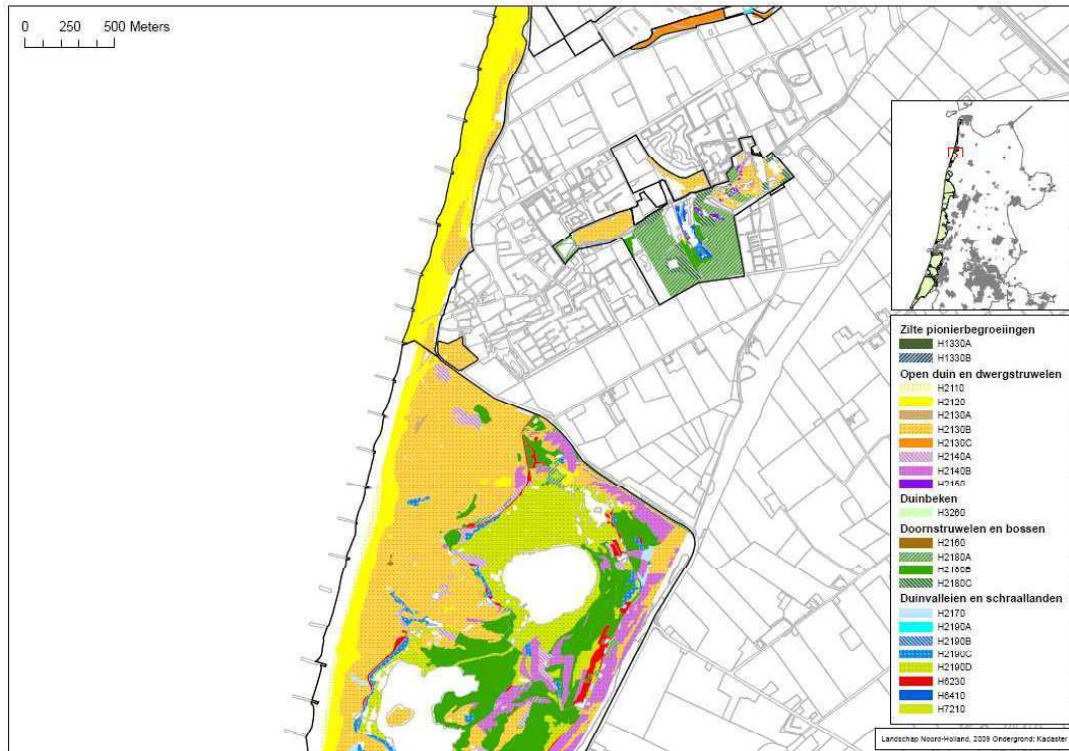 0 250 500 Meters
Zilte pionierbegroeiingen
H1330A
H1330B
Open duin en dwergstruwelen
H2110
H2120
H2130A
H2130B
H2130C
H2140A
H2140B
H2150
Duinbeken
H3260
Doornstruwelen en bossen
H2160
H2180A
H2180B
H2180C
Duinvalleien en schraallanden
H2170
H2190A
H2190B
H2190C
H2190D
H6230
H6410
H7210
Landschap Noord-Holland, 2009 Ondergrond: Kadaster